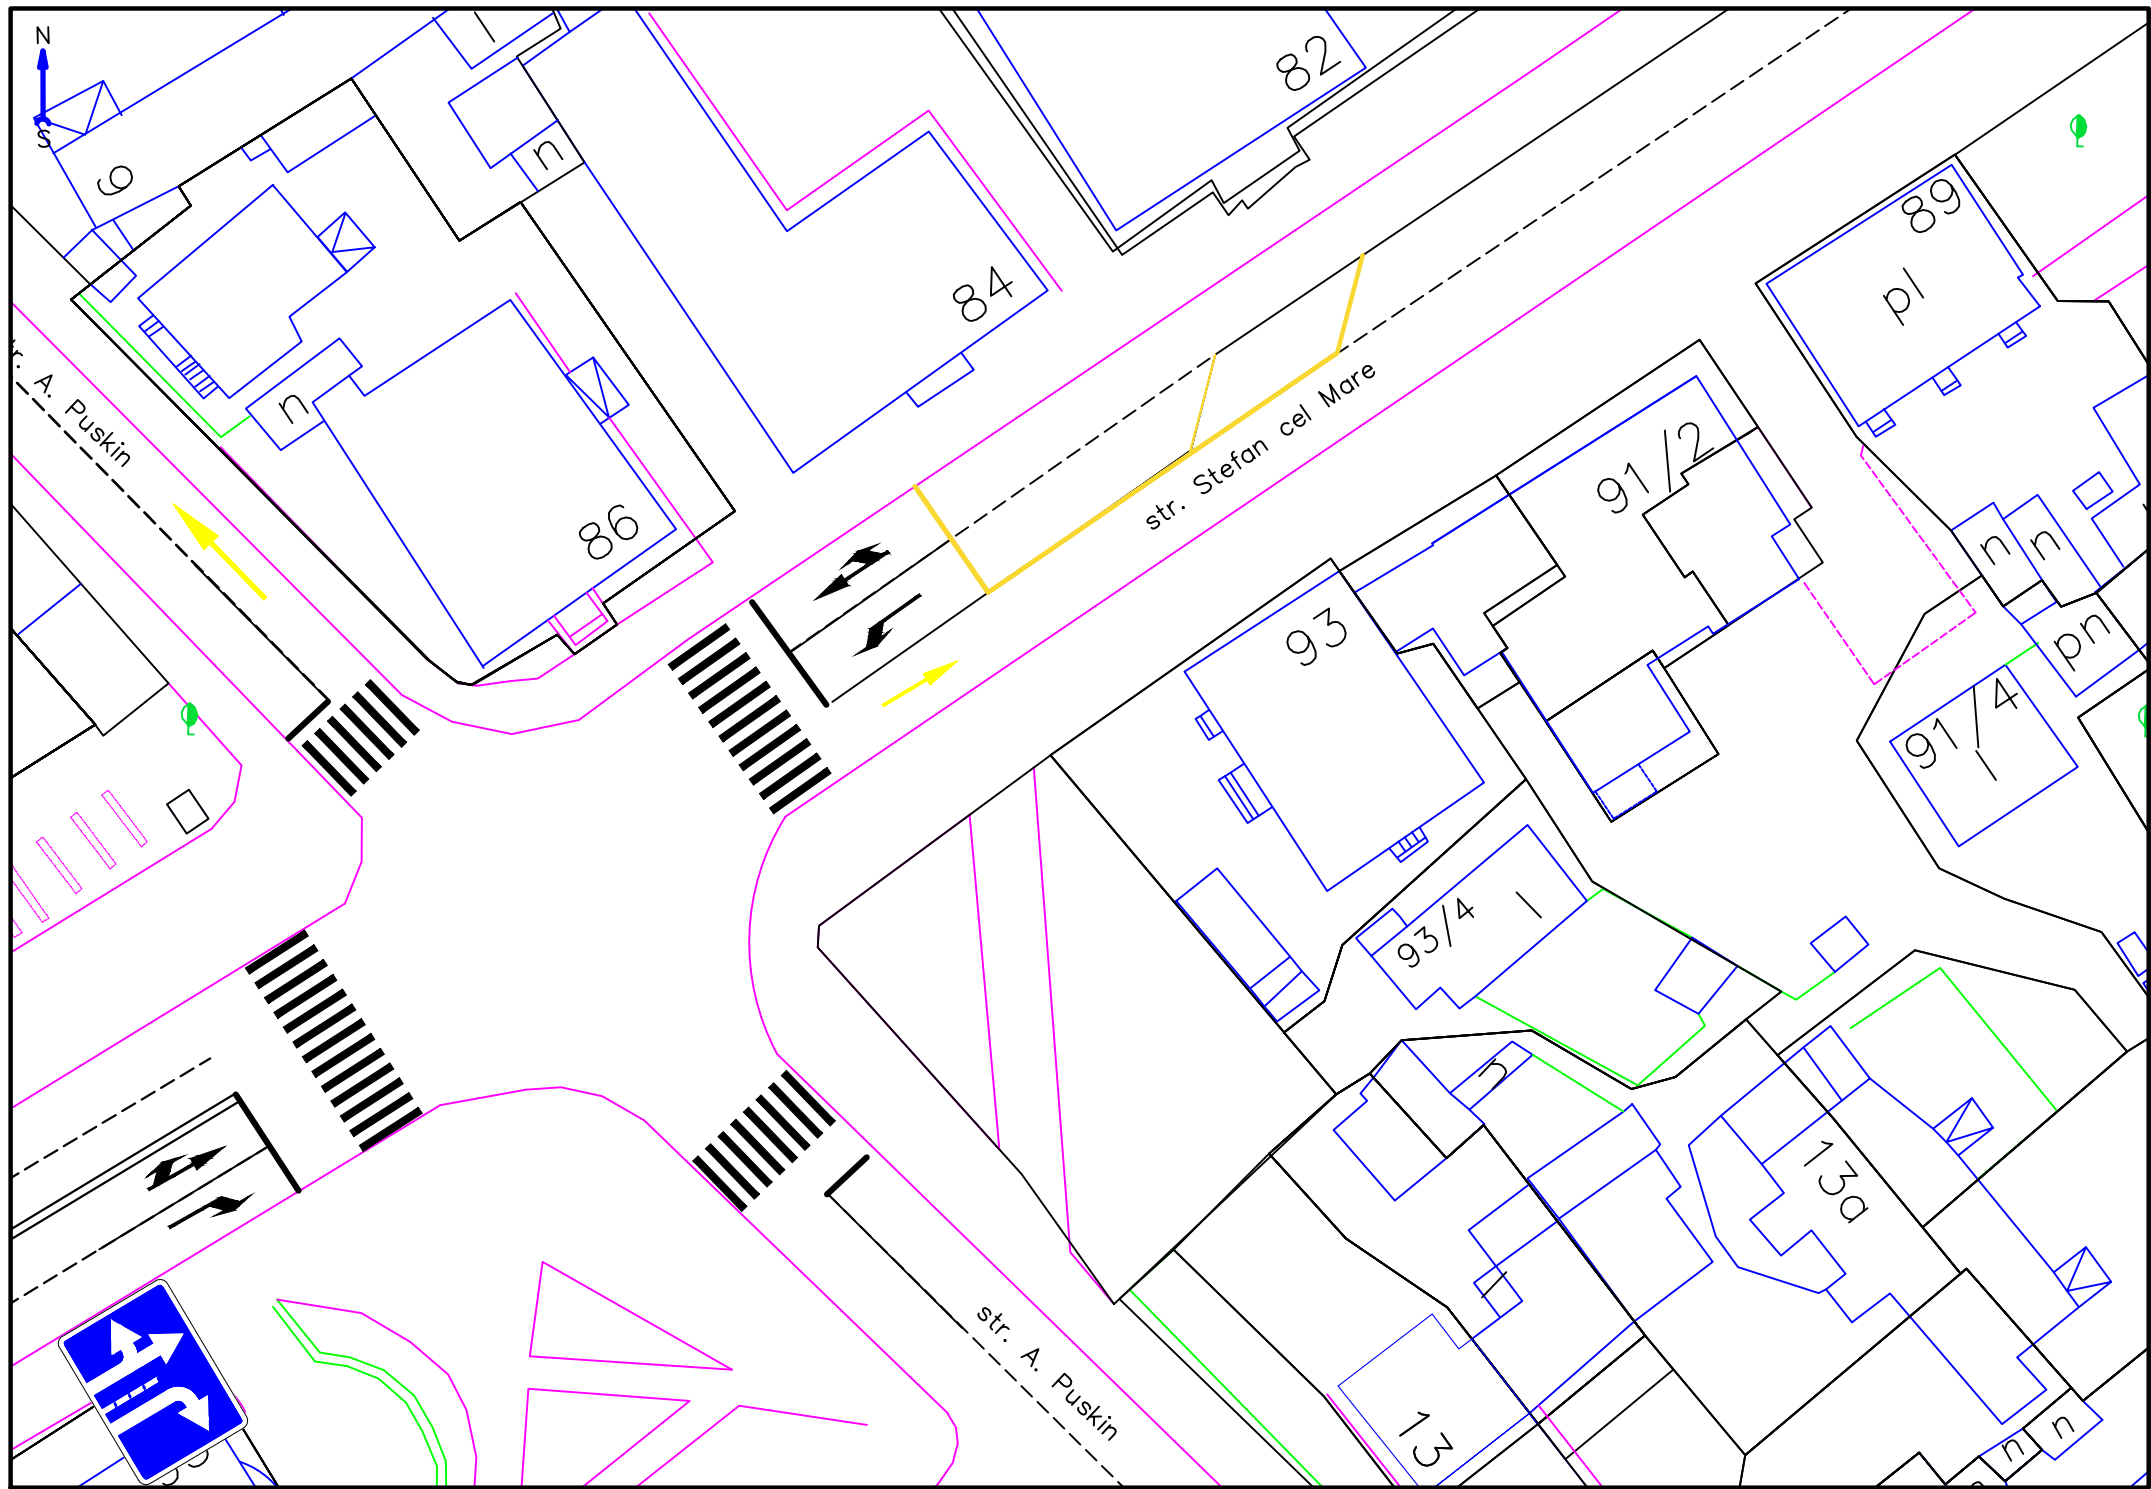 N
S
9
n
82
84
89
pl
r. A. Puskin
n
86
str. Stefan cel Mare
91/2
n
n
93
pn
91/4
93/4
n
13a
str. A. Puskin
13
n
n